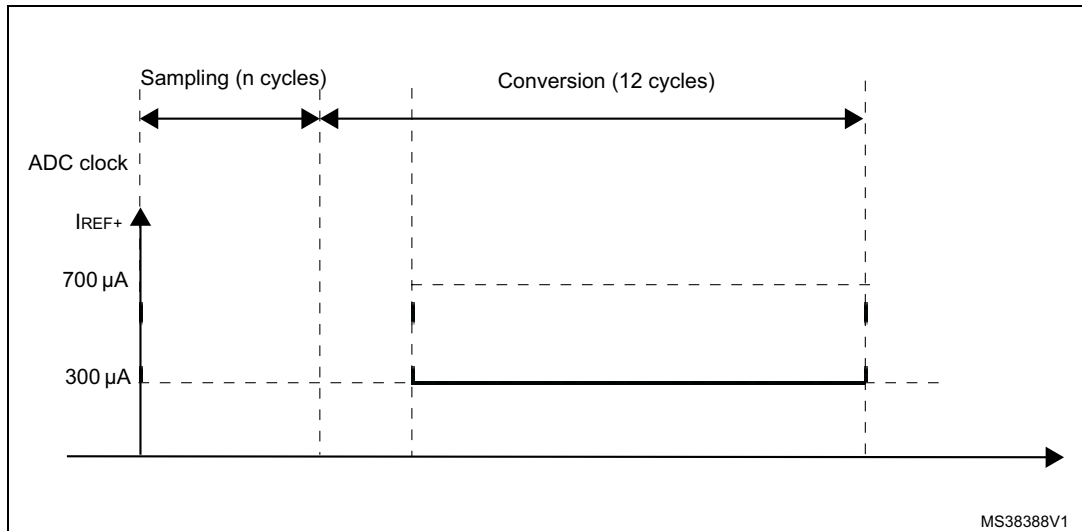 Sampling (n cycles)
Conversion (12 cycles)
ADC clock
IREF+
700 µA
300 µA
MS38388V1